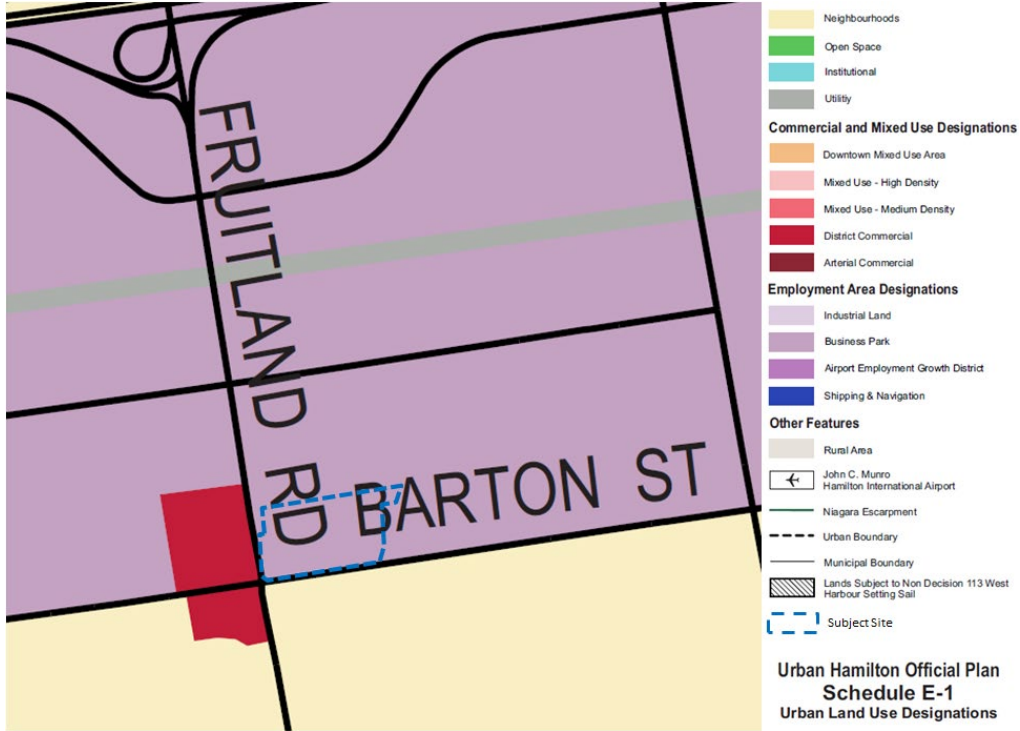 FRUITLAND RD
BARTON ST
Neighbourhoods
Open Space
Institutional
Utilitiy
Commercial and Mixed Use Designations
Downtown Mixed Use Area
Mixed Use - High Density
Mixed Use - Medium Density
District Commercial
Arterial Commercial
Employment Area Designations
Industrial Land
Business Park
Airport Employment Growth District
Shipping & Navigation
Other Features
Rural Area
John C. Munro
Hamilton International Airport
Niagara Escarpment
Urban Boundary
Municipal Boundary
Lands Subject to Non Decision 113 West
Harbour Setting Sail
Subject Site
Urban Hamilton Official Plan
Schedule E-1
Urban Land Use Designations